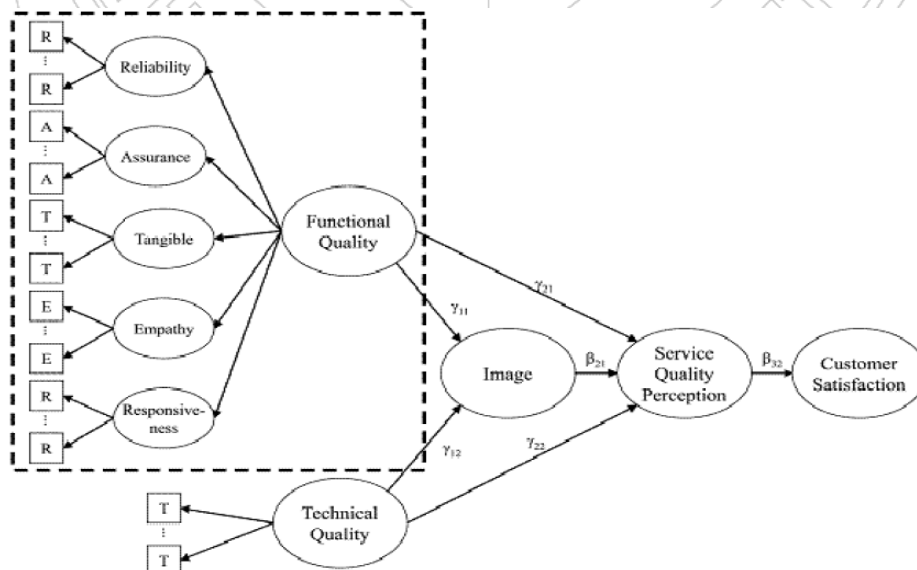 R
⋮
R
Reliability
A
⋮
A
Assurance
T
⋮
T
Tangible
E
⋮
E
Empathy
R
⋮
R
Responsive-
ness
Functional
Quality
γ21
γ11
Image
β21
Service
Quality
Perception
β32
Customer
Satisfaction
γ12
γ22
T
⋮
T
Technical
Quality